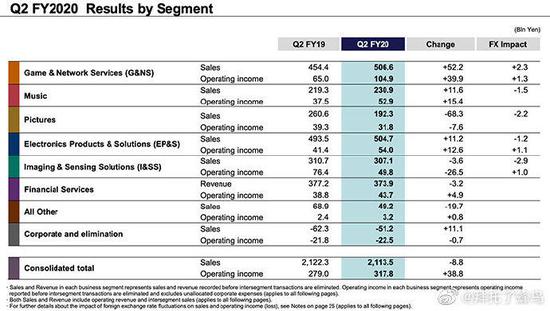 Q2 FY2020 Results by Segment
(Bln Yen)
Q2 FY19 Q2 FY20 Change FX Impact
Game & Network Services (G&NS) Sales 454.4 506.6 +52.2 +2.3
Operating income 65.0 104.9 +39.9 +1.3
Music Sales 219.3 230.9 +11.6 -1.5
Operating income 37.5 52.9 +15.4
Pictures Sales 260.6 192.3 -68.3 -2.2
Operating income 39.3 31.8 -7.6
Electronics Products & Solutions (EP&S) Sales 493.5 504.7 +11.2 -1.2
Operating income 41.4 54.0 +12.6 +1.1
Imaging & Sensing Solutions (I&SS) Sales 310.7 307.1 -3.6 -2.9
Operating income 76.4 49.8 -26.5 +1.0
Financial Services Revenue 377.2 373.9 -3.2
Operating income 38.8 43.7 +4.9
All Other Sales 68.9 49.2 -19.7
Operating income 2.4 3.2 +0.8
Corporate and elimination Sales -62.3 -51.2 +11.1
Operating income -21.8 -22.5 -0.7
Consolidated total Sales 2,122.3 2,113.5 -8.8
Operating income 279.0 317.8 +38.8
· Sales and Revenue in each business segment represents sales and revenue recorded before intersegment transactions are eliminated. Operating income in each business segment represents operating income
reported before intersegment transactions are eliminated and excludes unallocated corporate expenses (applies to all following pages).
· Both Sales and Revenue include operating revenue and intersegment sales (applies to all following pages).
· For further details about the impact of foreign exchange rate fluctuations on sales and operating income (loss), see Notes on page 25 (applies to all following pages).